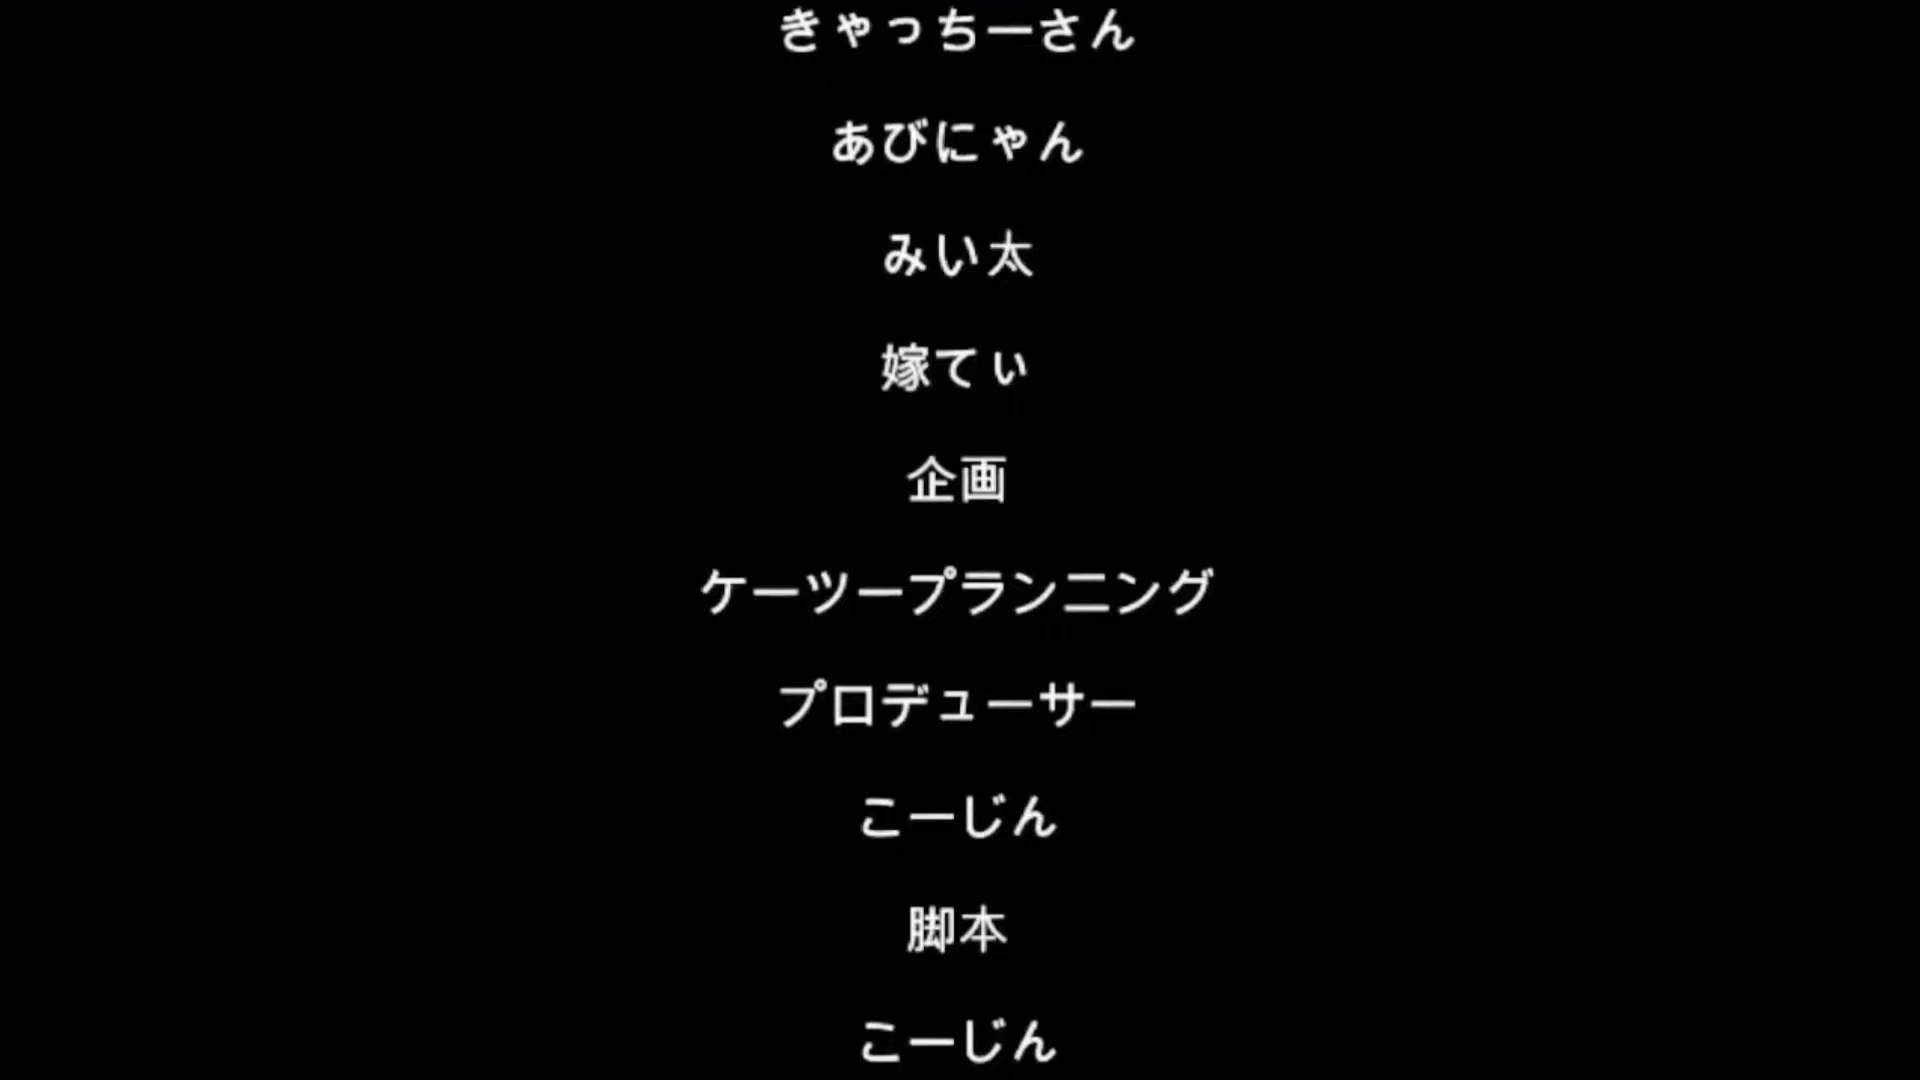 きゃっちーさん
あびにゃん
みい太
嫁てぃ
企画
ケーツープランニング
プロデューサー
こーじん
脚本
こーじん